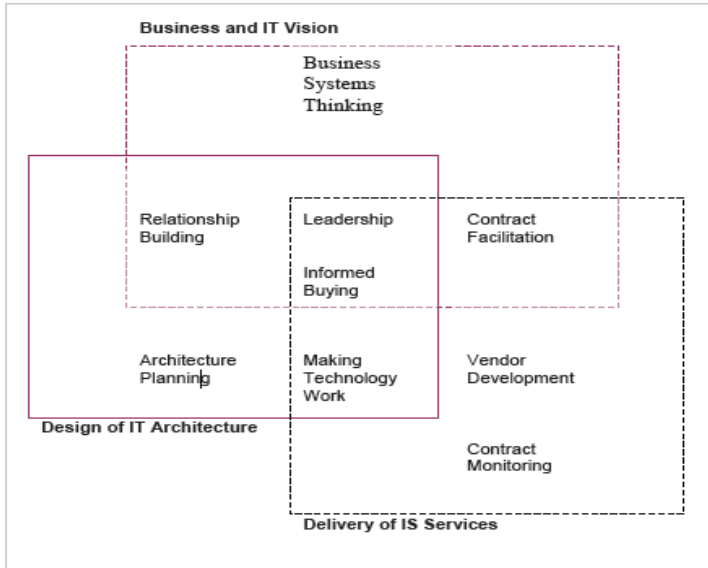 Business and IT Vision
Business
Systems
Thinking
Relationship
Building
Leadership
Contract
Facilitation
Informed
Buying
Architecture
Planning
Making
Technology
Work
Vendor
Development
Design of IT Architecture
Contract
Monitoring
Delivery of IS Services